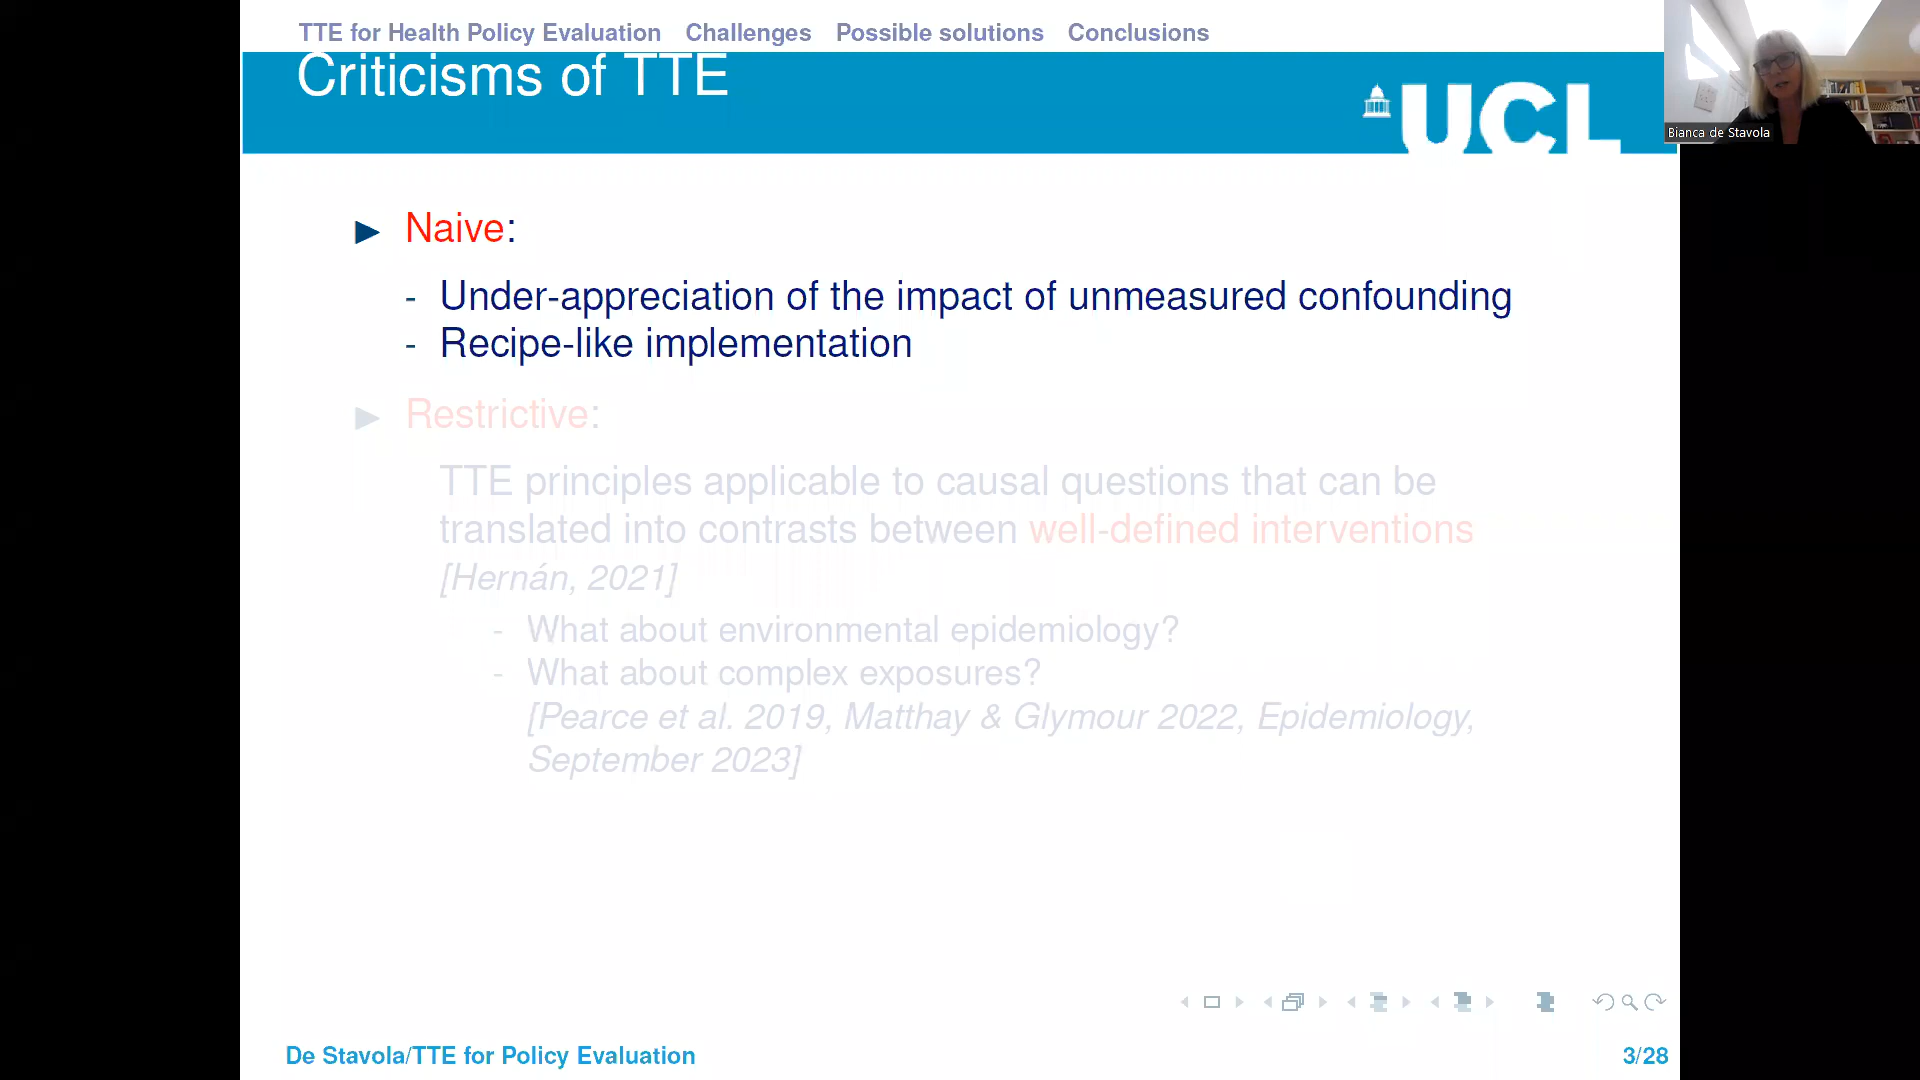 TTE for Health Policy Evaluation Challenges Possible solutions Conclusions
Criticisms of TTE
UCL
Bianca de Stavola
Naive:
- Under-appreciation of the impact of unmeasured confounding
- Recipe-like implementation
Restrictive:
TTE principles applicable to causal questions that can be
translated into contrasts between well-defined interventions
[Hernán, 2021]
- What about environmental epidemiology?
- What about complex exposures?
[Pearce et al. 2019, Matthay & Glymour 2022, Epidemiology,
September 2023]
De Stavola/TTE for Policy Evaluation
3/28